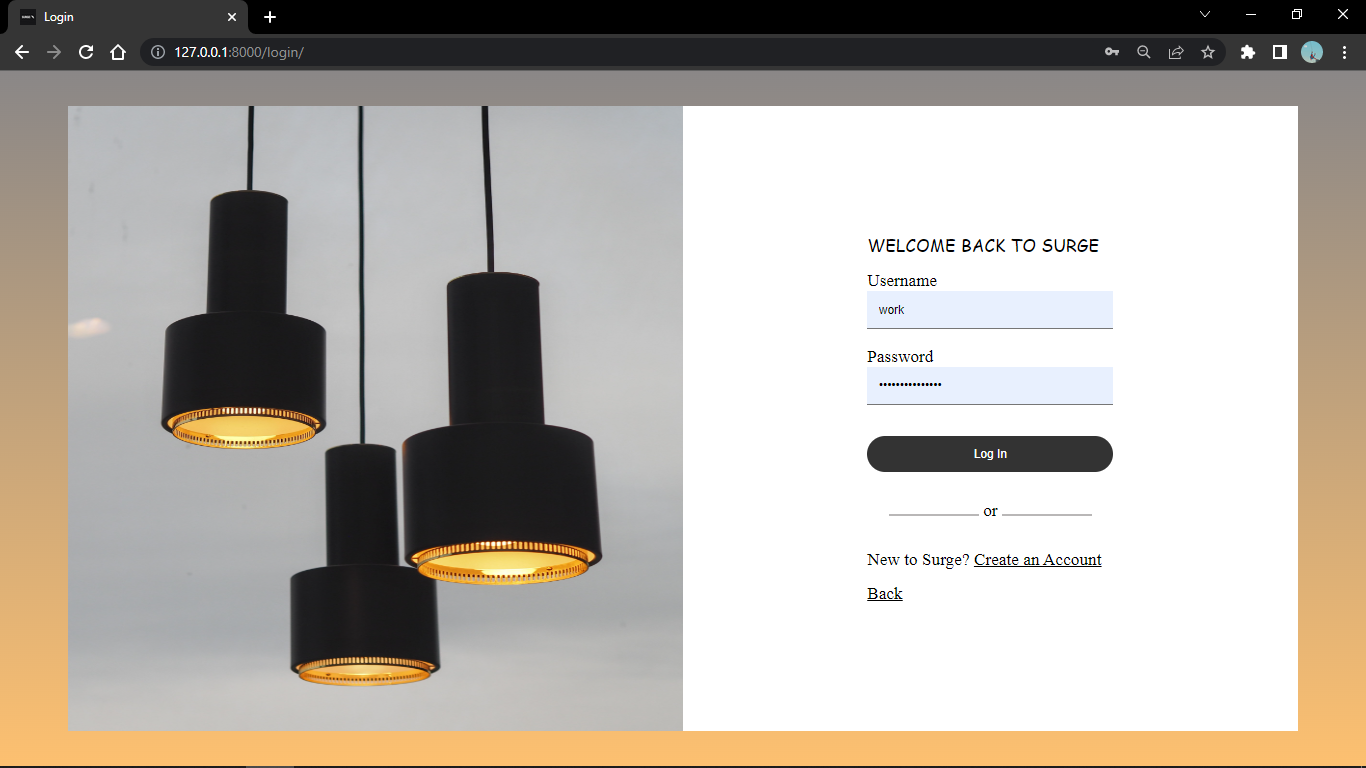 Login
127.0.0.1:8000/login/
WELCOME BACK TO SURGE
Username
work
Password
•••••••••••••••
Log In
or
New to Surge? Create an Account
Back